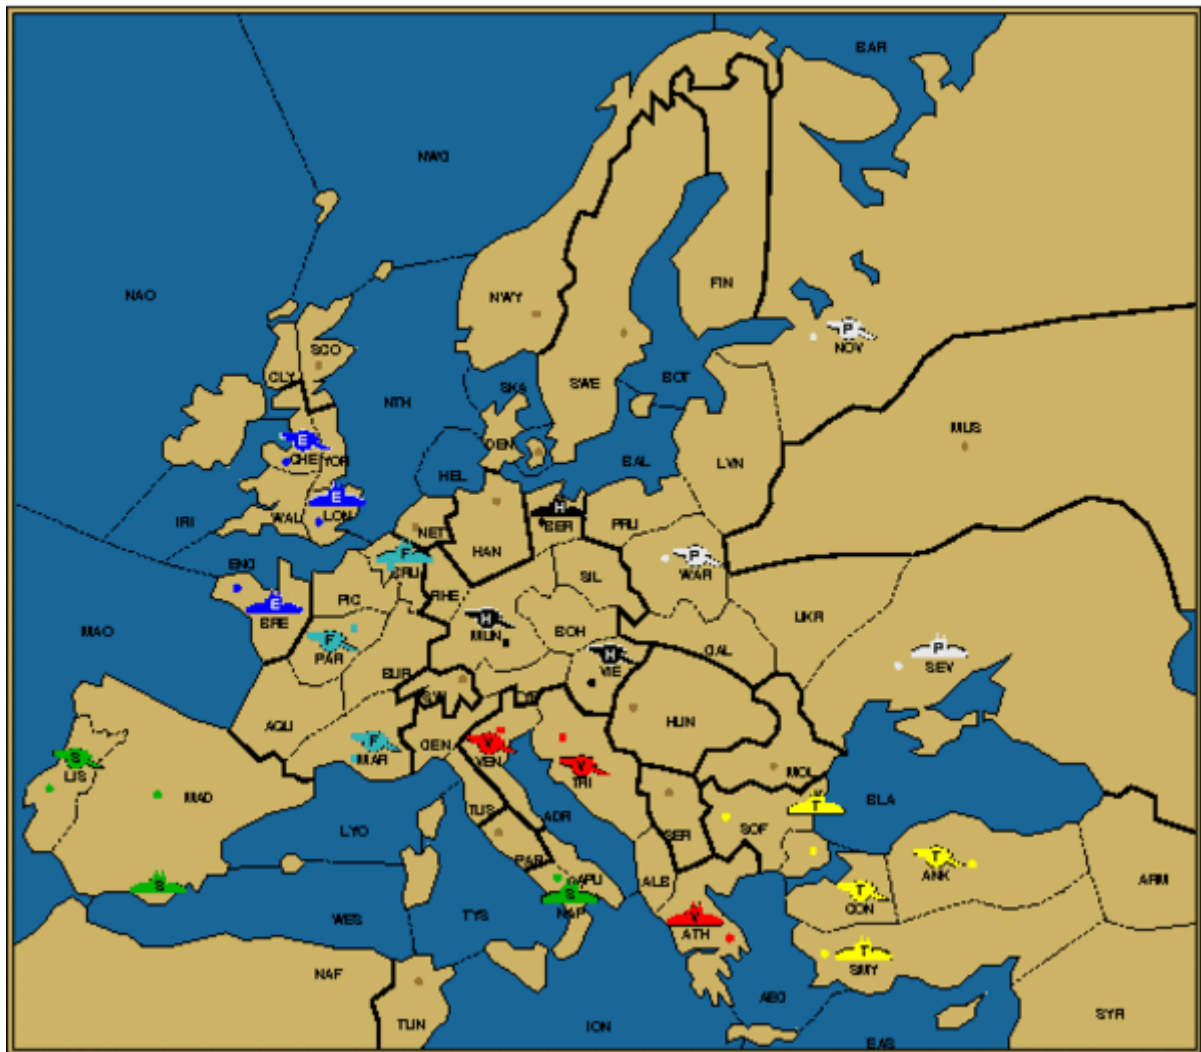 BAR
NWG
NAO
FIN
NWY
P
NOV
SCO
CLY
SKA
SWE
BOT
NTH
DEN
MUS
E
CHE
YOR
HEL
BAL
LVN
IRI
WAL
E
LON
NET
HAN
H
BER
PRU
ENG
F
P
WAR
PIC
RHE
SIL
UKR
MAO
E
BRE
F
PAR
H
MUN
BOH
H
VIE
GAL
P
SEV
BUR
SWI
AQU
HUN
S
LIS
F
MAR
GEN
V
VEN
V
TRI
MOL
MAD
LYO
TUS
ADR
SER
SOF
T
BLA
PAP
ALB
T
ANK
ARM
S
APU
S
NAP
T
CON
WES
TYS
V
ATH
T
SMY
NAF
TUN
ION
SYR
EAS